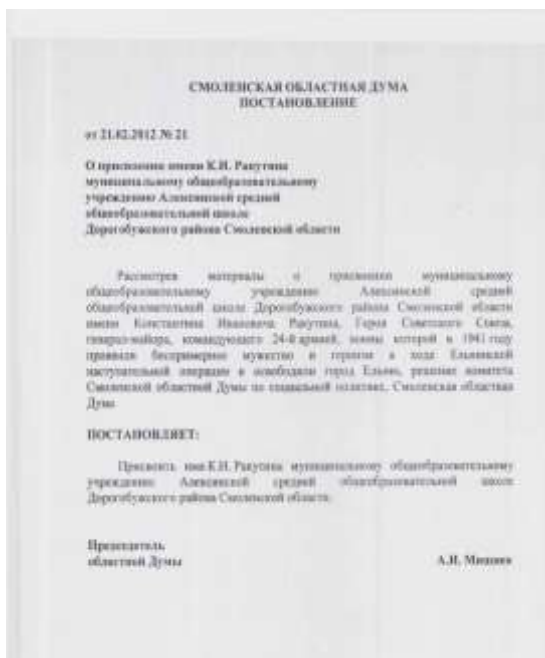 СМОЛЕНСКАЯ ОБЛАСТНАЯ ДУМА
ПОСТАНОВЛЕНИЕ
от 21.02.2012 № 21
О присвоении имени К.И. Ракутина
муниципальному общеобразовательному
учреждению Алексинской средней
общеобразовательной школе
Дорогобужского района Смоленской области
Рассмотрев материалы о присвоении муниципальному
общеобразовательному учреждению Алексинской средней
общеобразовательной школе Дорогобужского района Смоленской области
имени Константина Ивановича Ракутина, Героя Советского Союза,
генерал-майора, командующего 24-й армией, воины которой в 1941 году
проявили беспримерное мужество и героизм в ходе Ельнинской
наступательной операции и освободили город Ельню, решение комитета
Смоленской областной Думы по социальной политике, Смоленская областная
Дума
ПОСТАНОВЛЯЕТ:
Присвоить имя К.И. Ракутина муниципальному общеобразовательному
учреждению Алексинской средней общеобразовательной школе
Дорогобужского района Смоленской области.
Председатель
областной Думы
А.И.